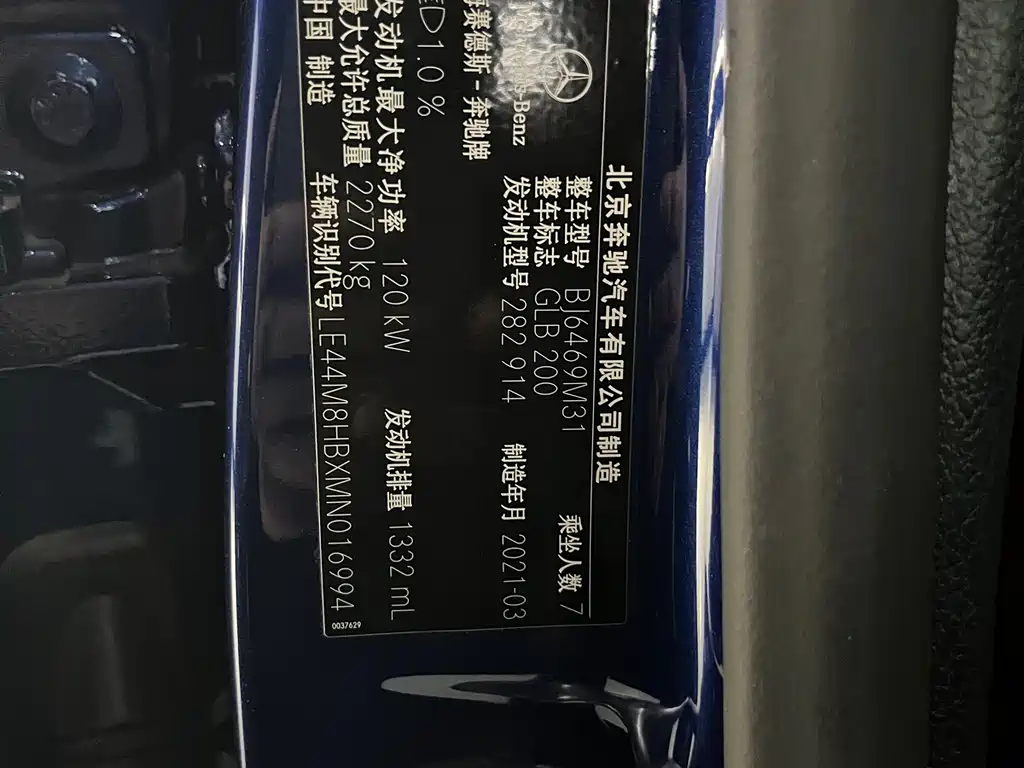 北京奔驰汽车有限公司制造
Mercedes-Benz
整车型号 BJ6469M31 乘坐人数 7
整车标志 GLB 200
发动机型号 282 914 制造年月 2021-03
梅赛德斯-奔驰牌
ED1.0 %
发动机最大净功率 120 kW 发动机排量 1332 mL
最大允许总质量 2270 kg
中国 制造 车辆识别代号 LE44M8HBXMN016994
0037629